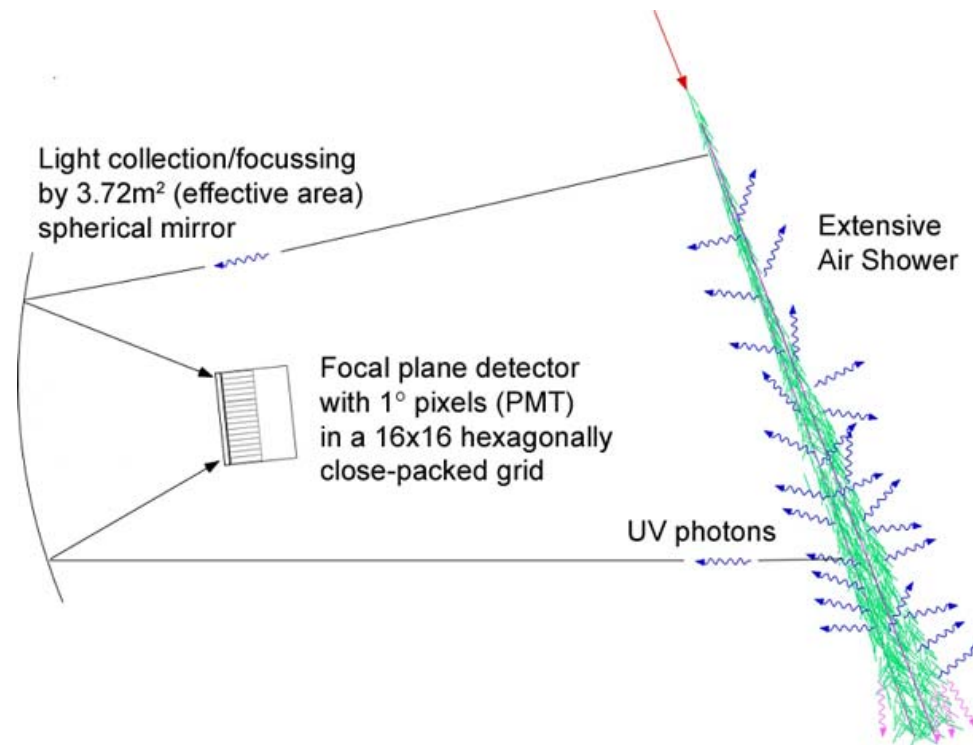 Light collection/focussing
by 3.72m² (effective area)
spherical mirror
Extensive
Air Shower
Focal plane detector
with 1° pixels (PMT)
in a 16x16 hexagonally
close-packed grid
UV photons